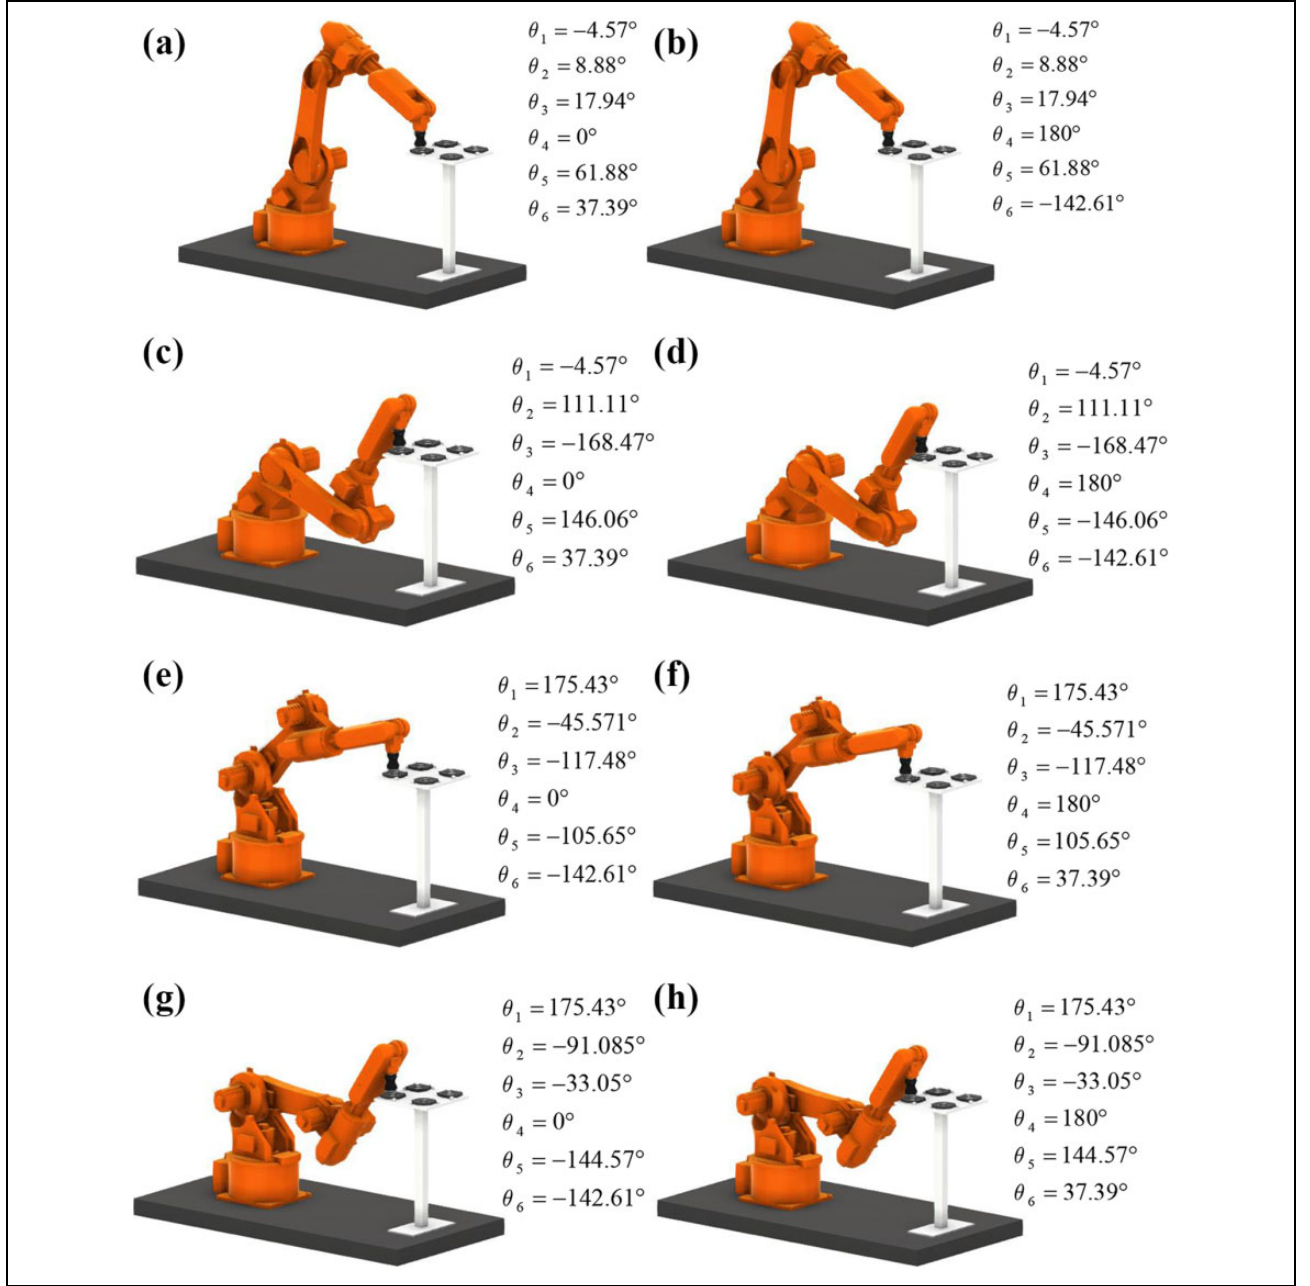 (a)
θ1 = −4.57°
θ2 = 8.88°
θ3 = 17.94°
θ4 = 0°
θ5 = 61.88°
θ6 = 37.39°
(b)
θ1 = −4.57°
θ2 = 8.88°
θ3 = 17.94°
θ4 = 180°
θ5 = 61.88°
θ6 = −142.61°
(c)
θ1 = −4.57°
θ2 = 111.11°
θ3 = −168.47°
θ4 = 0°
θ5 = 146.06°
θ6 = 37.39°
(d)
θ1 = −4.57°
θ2 = 111.11°
θ3 = −168.47°
θ4 = 180°
θ5 = −146.06°
θ6 = −142.61°
(e)
θ1 = 175.43°
θ2 = −45.571°
θ3 = −117.48°
θ4 = 0°
θ5 = −105.65°
θ6 = −142.61°
(f)
θ1 = 175.43°
θ2 = −45.571°
θ3 = −117.48°
θ4 = 180°
θ5 = 105.65°
θ6 = 37.39°
(g)
θ1 = 175.43°
θ2 = −91.085°
θ3 = −33.05°
θ4 = 0°
θ5 = −144.57°
θ6 = −142.61°
(h)
θ1 = 175.43°
θ2 = −91.085°
θ3 = −33.05°
θ4 = 180°
θ5 = 144.57°
θ6 = 37.39°